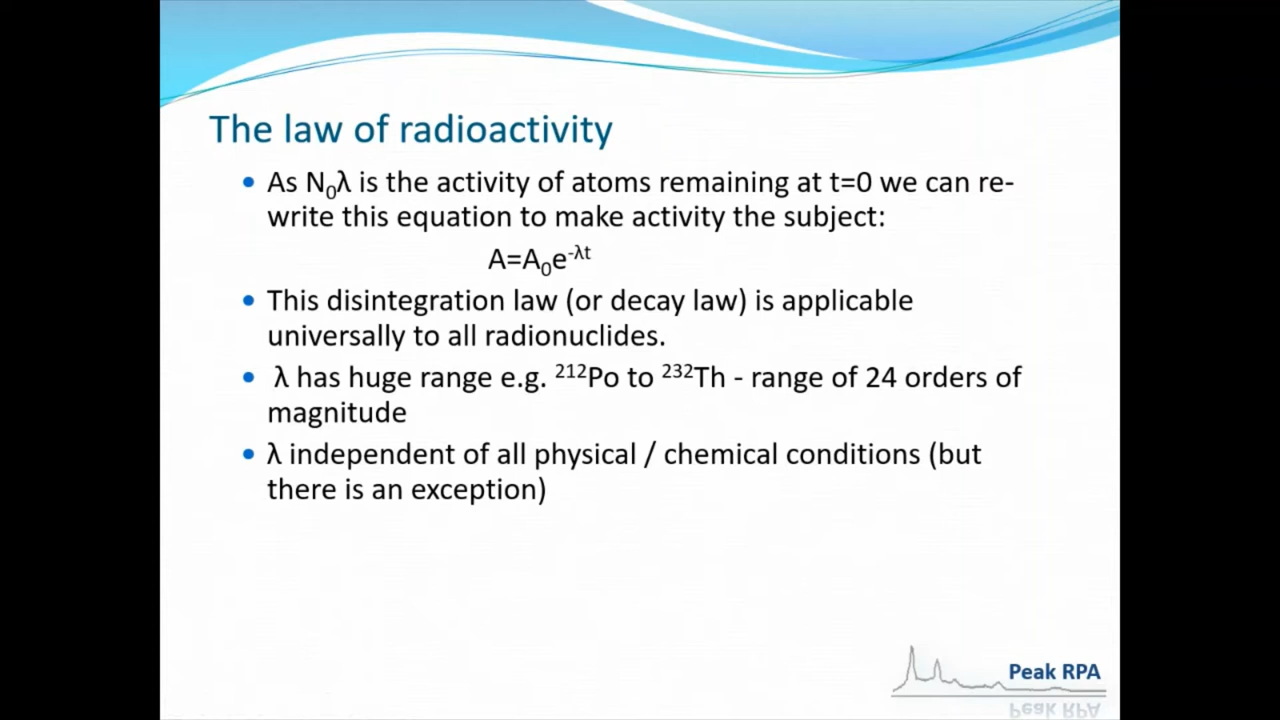 The law of radioactivity
• As N₀λ is the activity of atoms remaining at t=0 we can re-
write this equation to make activity the subject:
A=A₀e⁻λᵗ
• This disintegration law (or decay law) is applicable
universally to all radionuclides.
• λ has huge range e.g. ²¹²Po to ²³²Th - range of 24 orders of
magnitude
• λ independent of all physical / chemical conditions (but
there is an exception)
Peak RPA